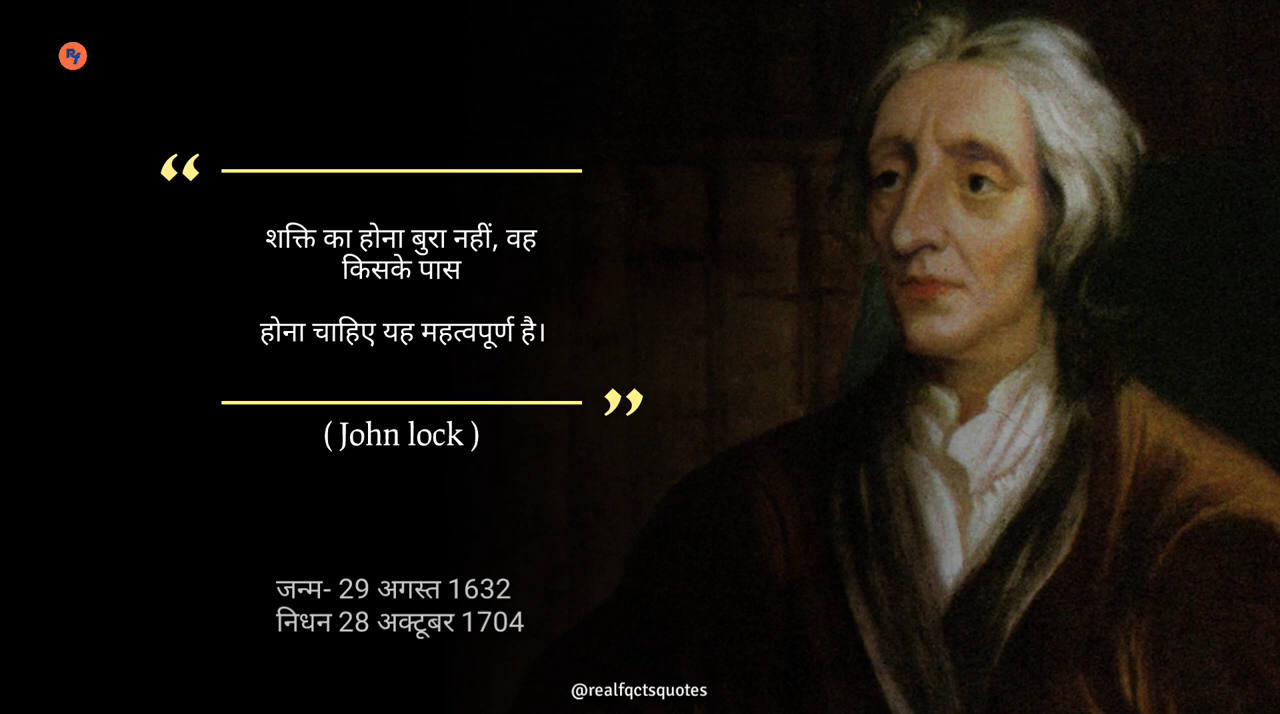 Rf
“
शक्ति का होना बुरा नहीं, वह
किसके पास
होना चाहिए यह महत्वपूर्ण है।
”
( John lock )
जन्म- 29 अगस्त 1632
निधन 28 अक्टूबर 1704
@realfqctsquotes